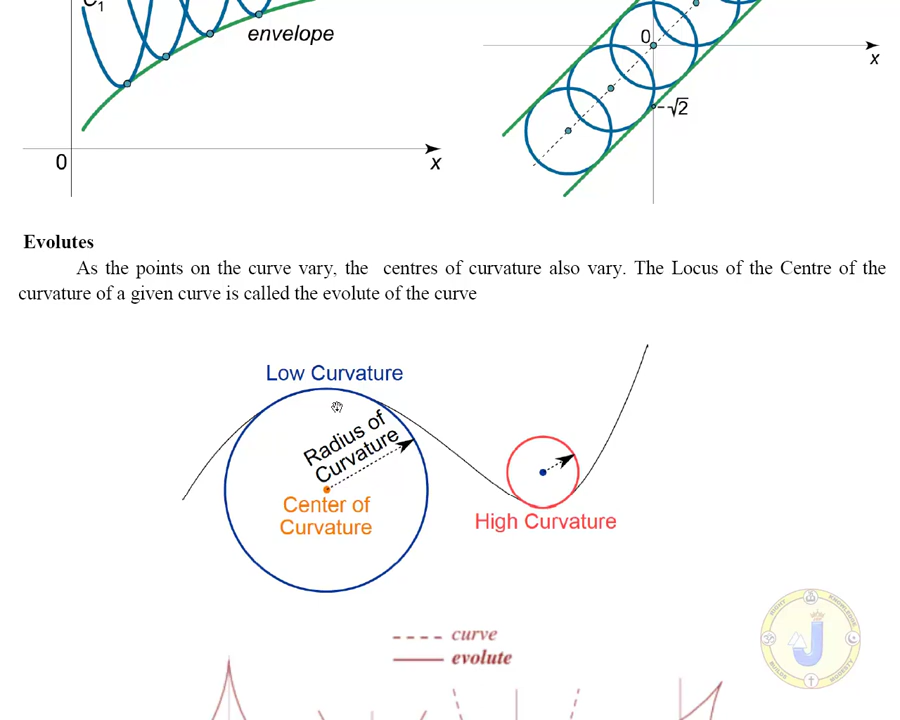 C1
envelope
0
x
0
x
-√2
Evolutes
As the points on the curve vary, the centres of curvature also vary. The Locus of the Centre of the
curvature of a given curve is called the evolute of the curve
Low Curvature
Radius of
Curvature
Center of
Curvature
High Curvature
curve
evolute
J